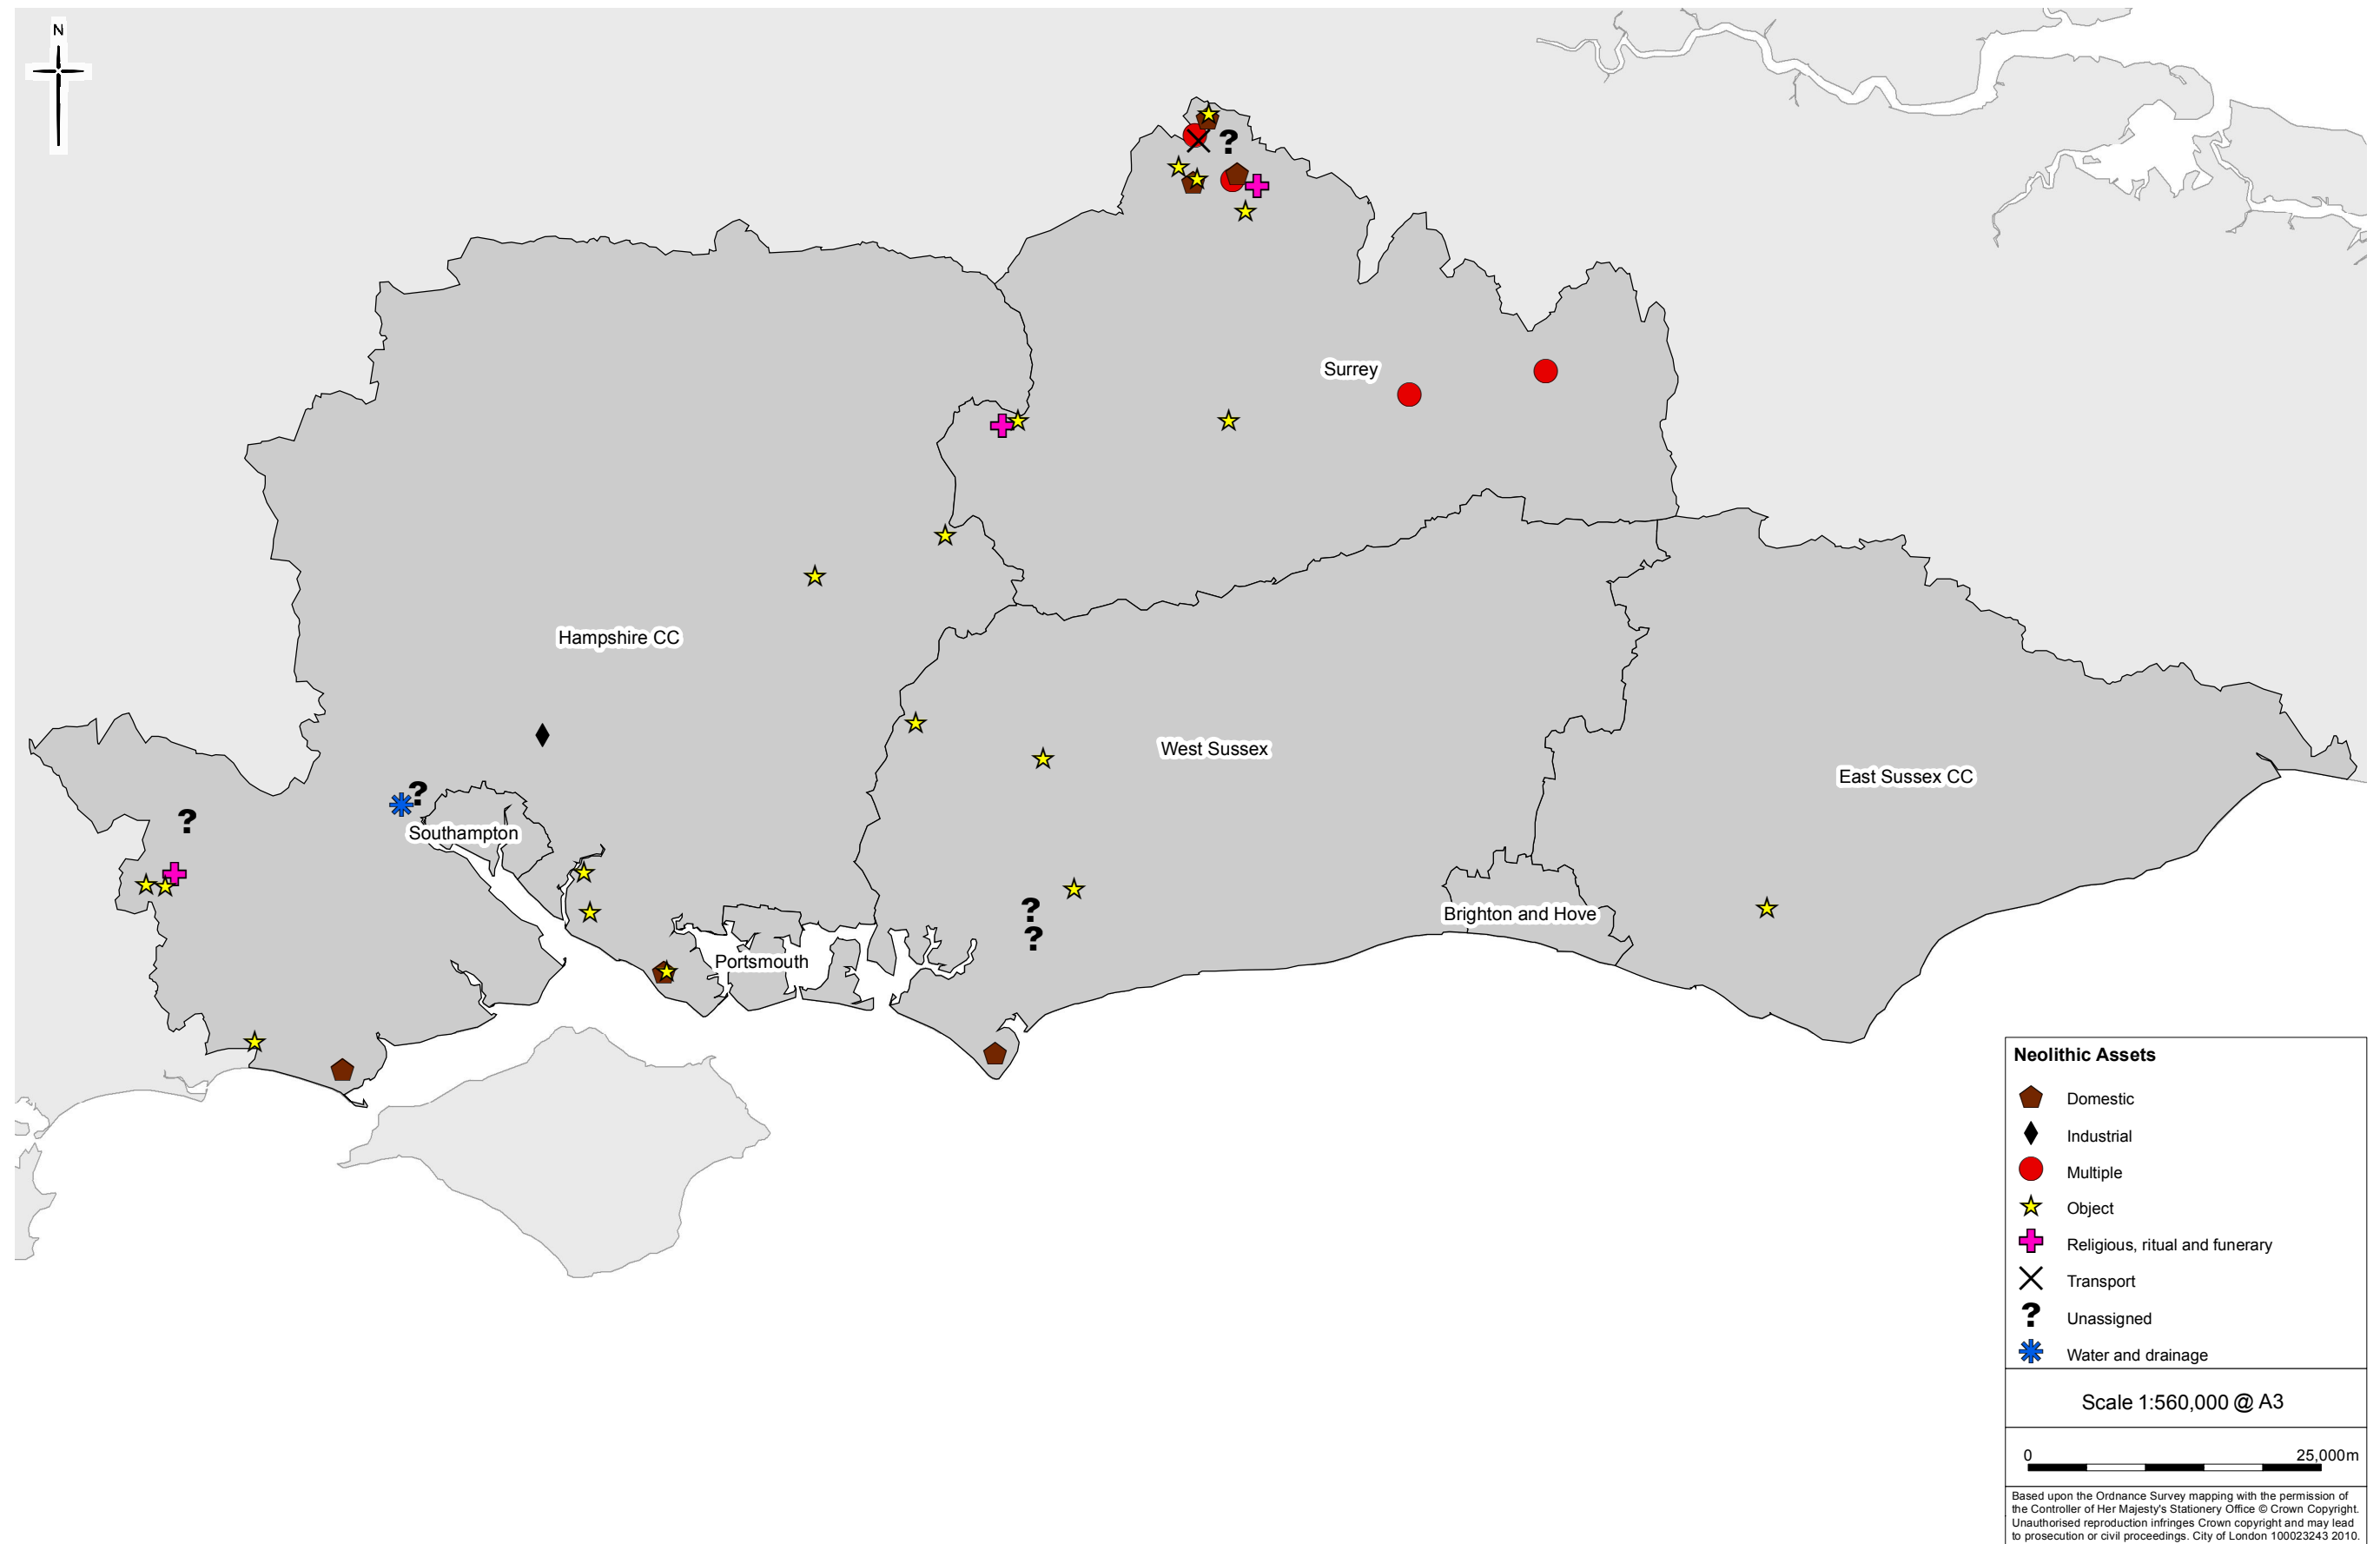 N
Surrey
Hampshire CC
West Sussex
East Sussex CC
Southampton
Brighton and Hove
Portsmouth
?
?
?
?
?
Neolithic Assets
Domestic
Industrial
Multiple
Object
Religious, ritual and funerary
Transport
? Unassigned
Water and drainage
Scale 1:560,000 @ A3
0 25,000m
Based upon the Ordnance Survey mapping with the permission of
the Controller of Her Majesty's Stationery Office © Crown Copyright.
Unauthorised reproduction infringes Crown copyright and may lead
to prosecution or civil proceedings. City of London 100023243 2010.